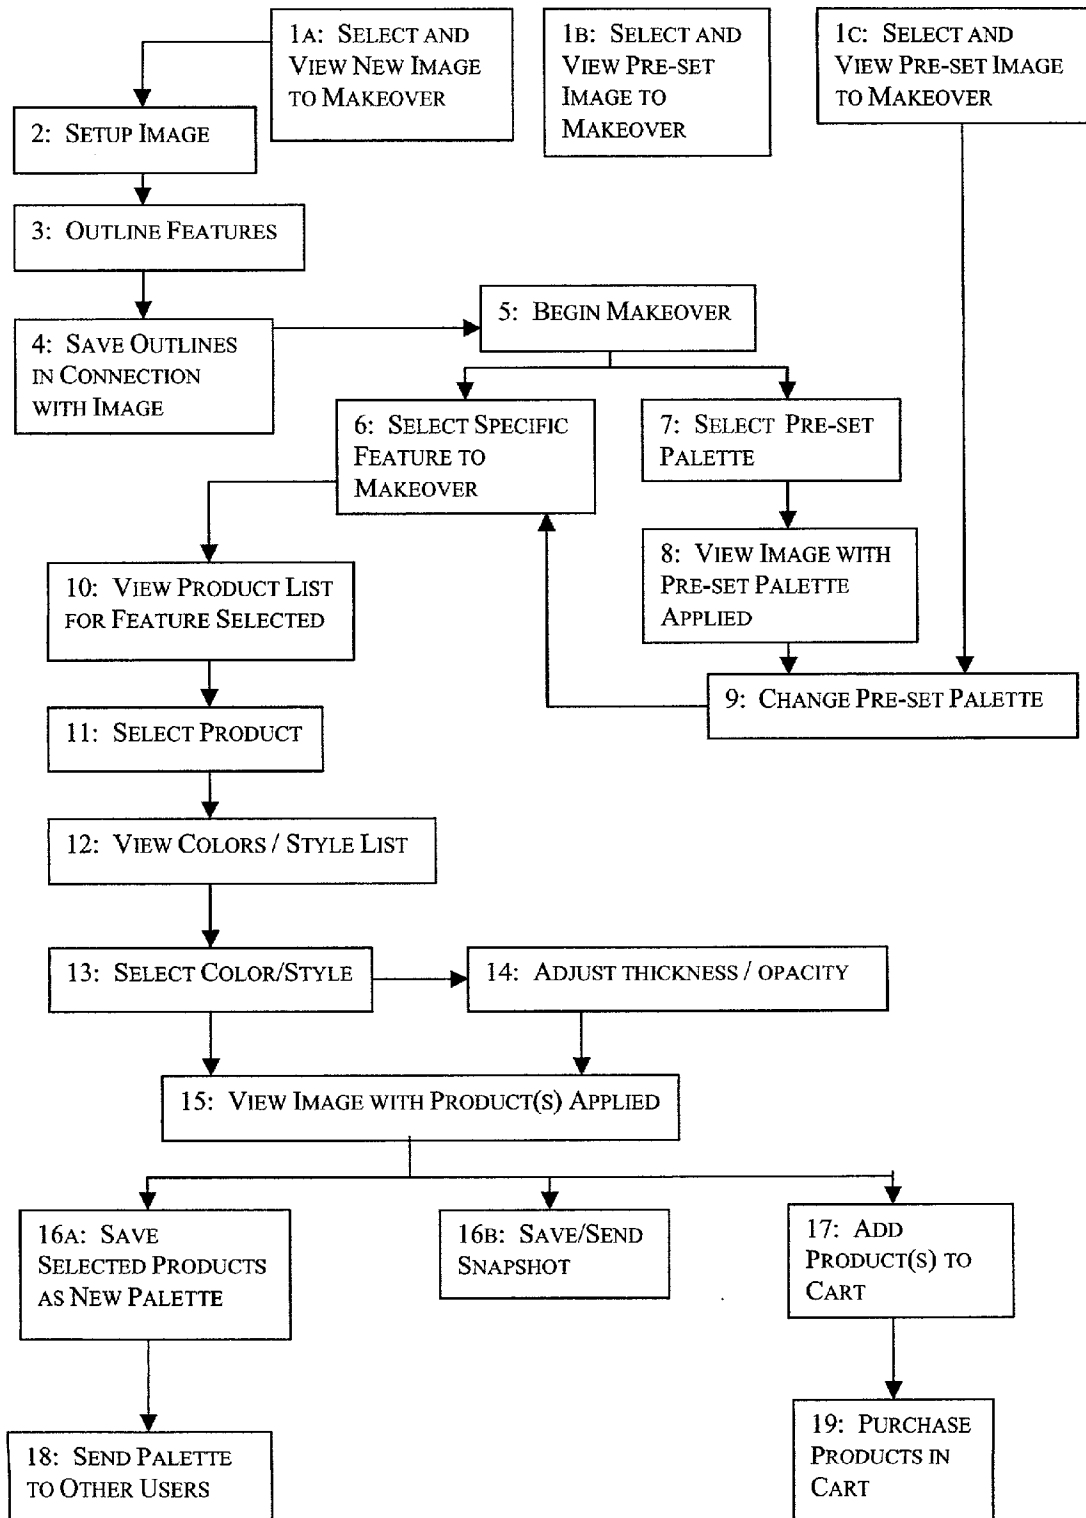 1A: SELECT AND
VIEW NEW IMAGE
TO MAKEOVER
1B: SELECT AND
VIEW PRE-SET
IMAGE TO
MAKEOVER
1C: SELECT AND
VIEW PRE-SET IMAGE
TO MAKEOVER
2: SETUP IMAGE
3: OUTLINE FEATURES
4: SAVE OUTLINES
IN CONNECTION
WITH IMAGE
5: BEGIN MAKEOVER
6: SELECT SPECIFIC
FEATURE TO
MAKEOVER
7: SELECT PRE-SET
PALETTE
8: VIEW IMAGE WITH
PRE-SET PALETTE
APPLIED
9: CHANGE PRE-SET PALETTE
10: VIEW PRODUCT LIST
FOR FEATURE SELECTED
11: SELECT PRODUCT
12: VIEW COLORS / STYLE LIST
13: SELECT COLOR/STYLE
14: ADJUST THICKNESS / OPACITY
15: VIEW IMAGE WITH PRODUCT(S) APPLIED
16A: SAVE
SELECTED PRODUCTS
AS NEW PALETTE
16B: SAVE/SEND
SNAPSHOT
17: ADD
PRODUCT(S) TO
CART
18: SEND PALETTE
TO OTHER USERS
19: PURCHASE
PRODUCTS IN
CART